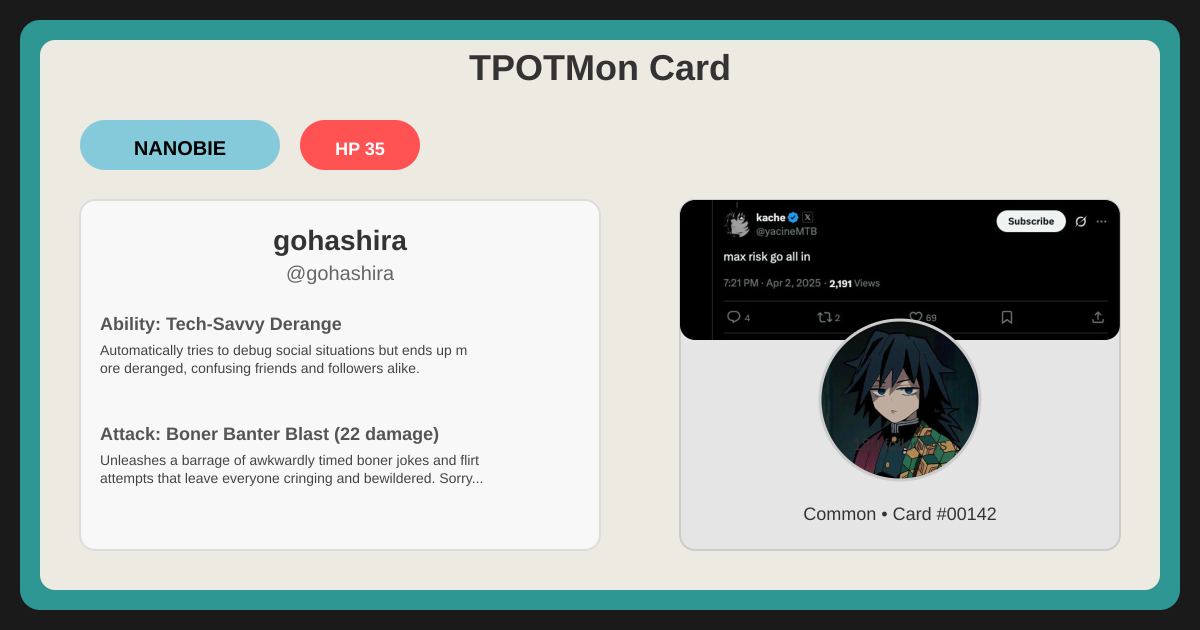 TPOTMon Card
NANOBIE
HP 35
gohashira
@gohashira
Ability: Tech-Savvy Derange
Automatically tries to debug social situations but ends up m
ore deranged, confusing friends and followers alike.
Attack: Boner Banter Blast (22 damage)
Unleashes a barrage of awkwardly timed boner jokes and flirt
attempts that leave everyone cringing and bewildered. Sorry...
kache
@yacineMTB
Subscribe
max risk go all in
7:21 PM · Apr 2, 2025 · 2,191 Views
4 2 69
Common • Card #00142